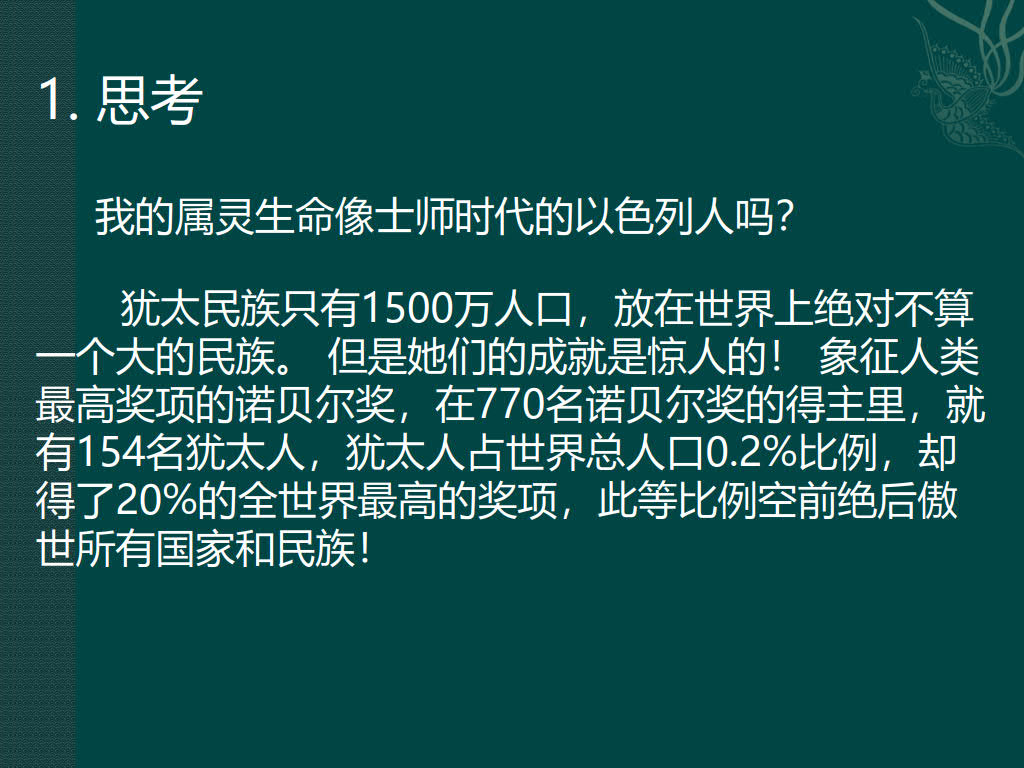 1. 思考
我的属灵生命像士师时代的以色列人吗？
犹太民族只有1500万人口，放在世界上绝对不算
一个大的民族。 但是她们的成就是惊人的！ 象征人类
最高奖项的诺贝尔奖，在770名诺贝尔奖的得主里，就
有154名犹太人，犹太人占世界总人口0.2%比例，却
得了20%的全世界最高的奖项，此等比例空前绝后傲
世所有国家和民族！